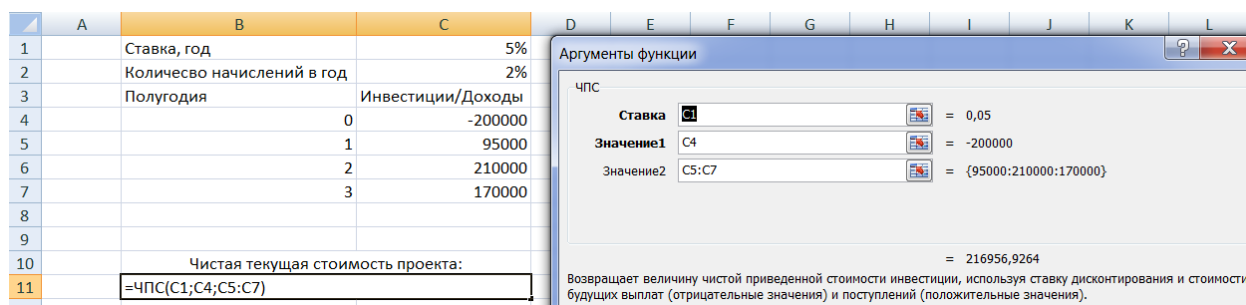 A B C D E F G H I J K L
1 Ставка, год 5%
2 Количесво начислений в год 2%
3 Полугодия Инвестиции/Доходы
4 0 -200000
5 1 95000
6 2 210000
7 3 170000
8
9
10 Чистая текущая стоимость проекта:
11 =ЧПС(C1;C4;C5:C7)
Аргументы функции
ЧПС
Ставка C1 = 0,05
Значение1 C4 = -200000
Значение2 C5:C7 = {95000:210000:170000}
= 216956,9264
Возвращает величину чистой приведенной стоимости инвестиции, используя ставку дисконтирования и стоимости
будущих выплат (отрицательные значения) и поступлений (положительные значения).